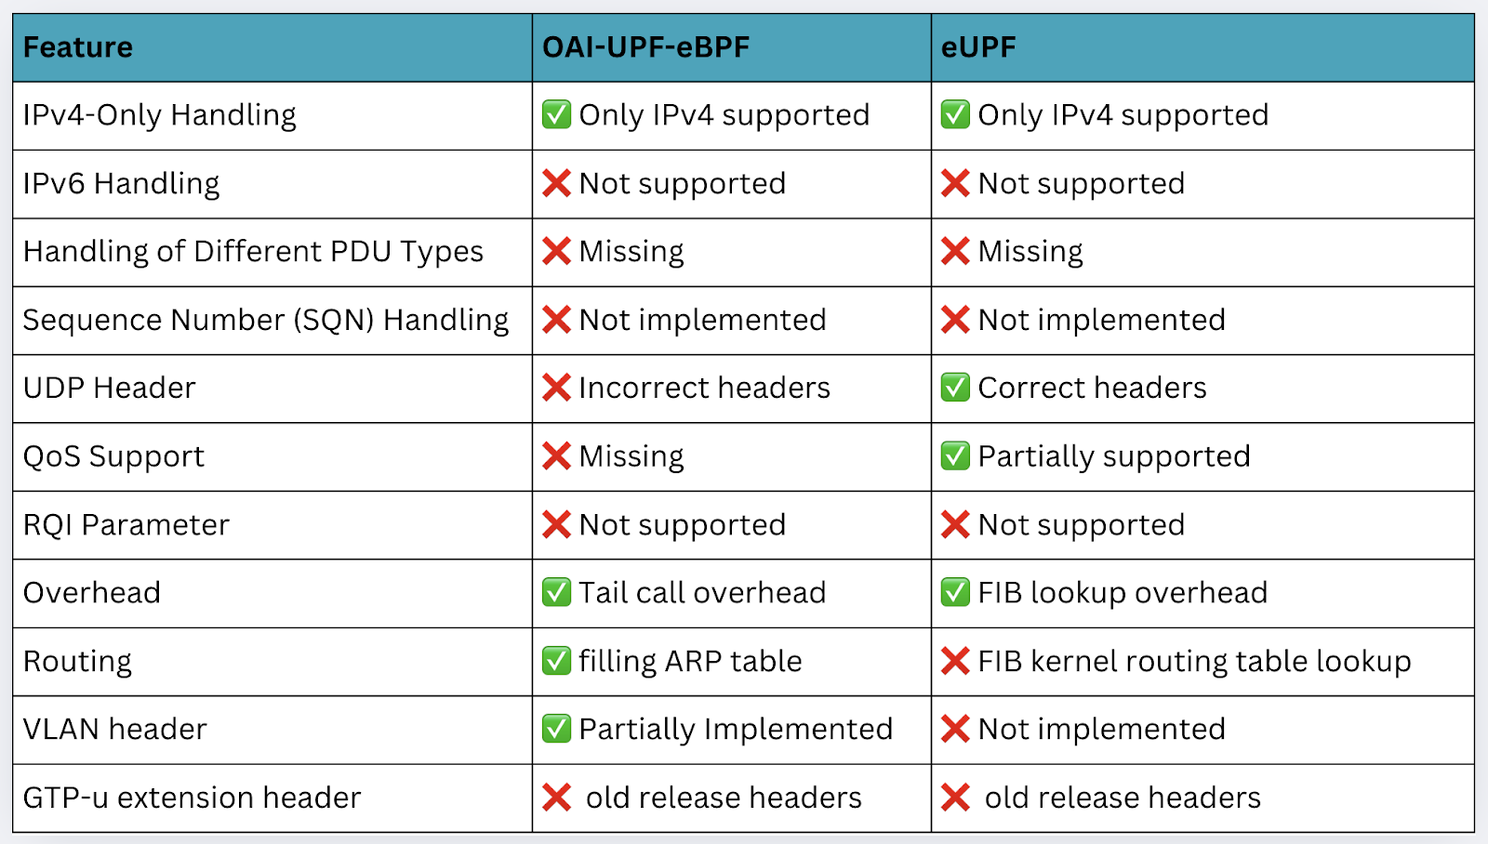 Feature OAI-UPF-eBPF eUPF
IPv4-Only Handling ✅ Only IPv4 supported ✅ Only IPv4 supported
IPv6 Handling ❌ Not supported ❌ Not supported
Handling of Different PDU Types ❌ Missing ❌ Missing
Sequence Number (SQN) Handling ❌ Not implemented ❌ Not implemented
UDP Header ❌ Incorrect headers ✅ Correct headers
QoS Support ❌ Missing ✅ Partially supported
RQI Parameter ❌ Not supported ❌ Not supported
Overhead ✅ Tail call overhead ✅ FIB lookup overhead
Routing ✅ filling ARP table ❌ FIB kernel routing table lookup
VLAN header ✅ Partially Implemented ❌ Not implemented
GTP-u extension header ❌ old release headers ❌ old release headers